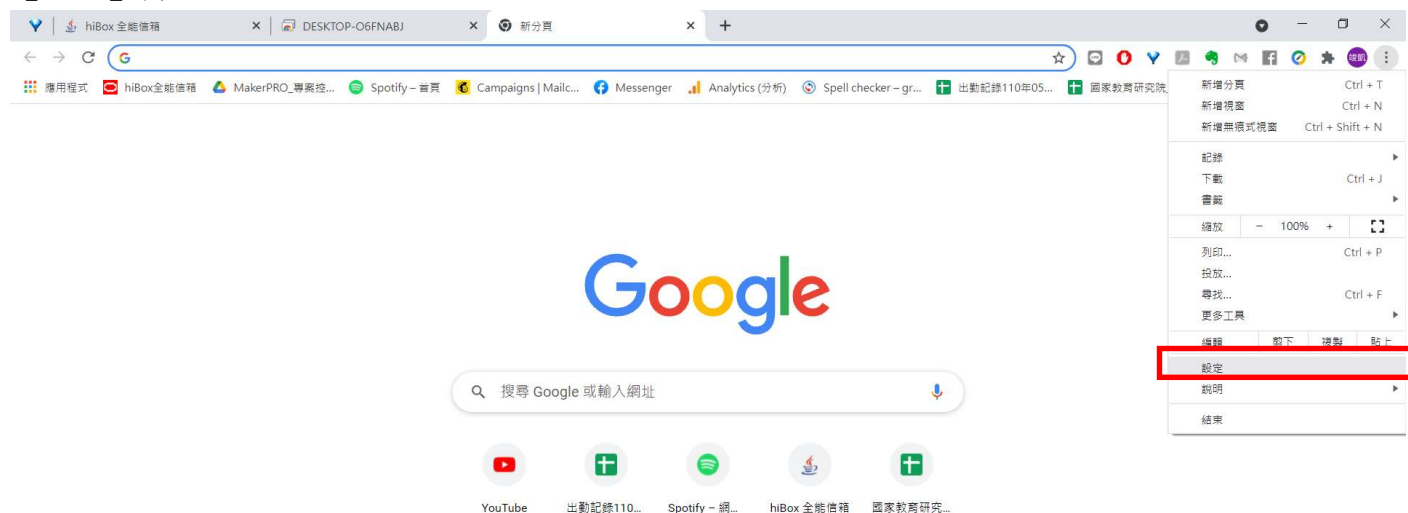 hiBox 全能信箱
DESKTOP-O6FNABJ
新分頁
應用程式 hiBox全能信箱 MakerPRO_專案控... Spotify – 首頁 Campaigns | Mailc... Messenger Analytics (分析) Spell checker – gr... 出勤記錄110年05... 國家教育研究院
峻凱
新增分頁 Ctrl + T
新增視窗 Ctrl + N
新增無痕式視窗 Ctrl + Shift + N
記錄
下載 Ctrl + J
書籤
縮放 − 100% +
列印... Ctrl + P
投放...
尋找... Ctrl + F
更多工具
編輯 剪下 複製 貼上
設定
說明
結束
Google
搜尋 Google 或輸入網址
YouTube 出勤記錄110... Spotify – 網... hiBox 全能信箱 國家教育研究...